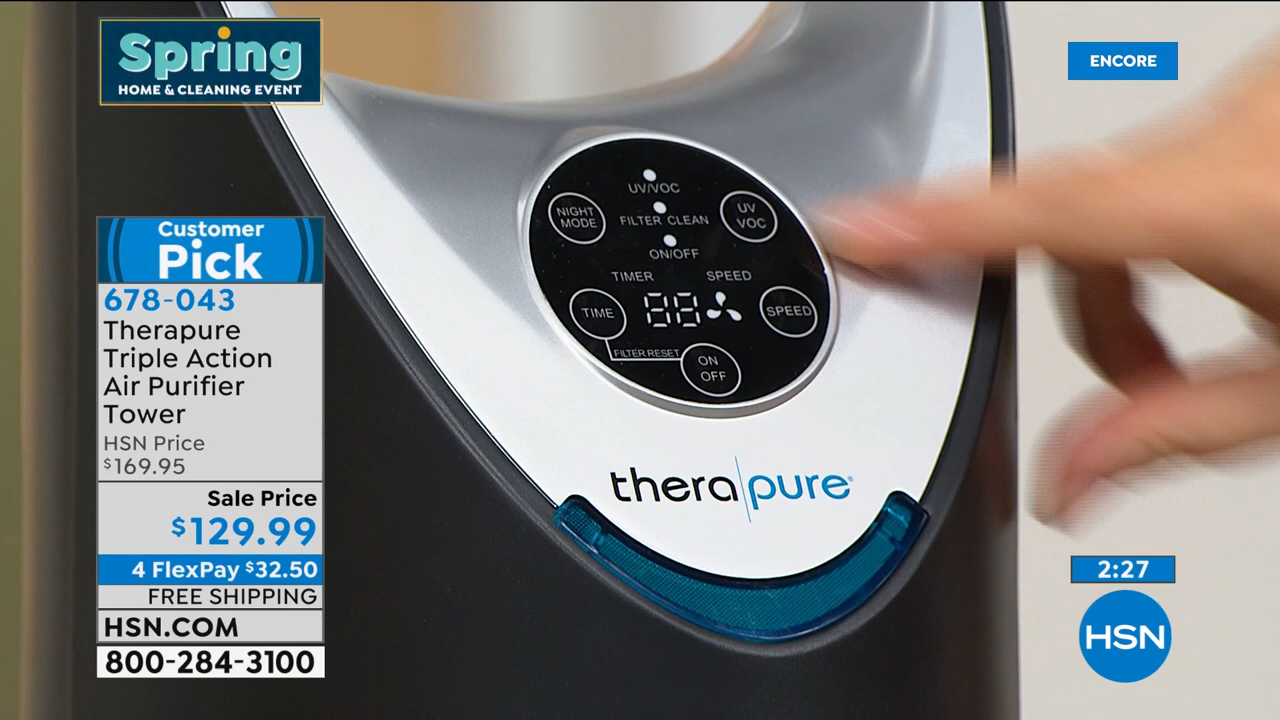 Spring
HOME & CLEANING EVENT
ENCORE
Customer
Pick
678-043
Therapure
Triple Action
Air Purifier
Tower
HSN Price
$169.95
Sale Price
$129.99
4 FlexPay $32.50
FREE SHIPPING
HSN.COM
800-284-3100
UV/VOC
NIGHT
MODE
FILTER CLEAN
UV
VOC
ON/OFF
TIMER
SPEED
TIME
88
SPEED
FILTER RESET
ON
OFF
therapure®
2:27
HSN